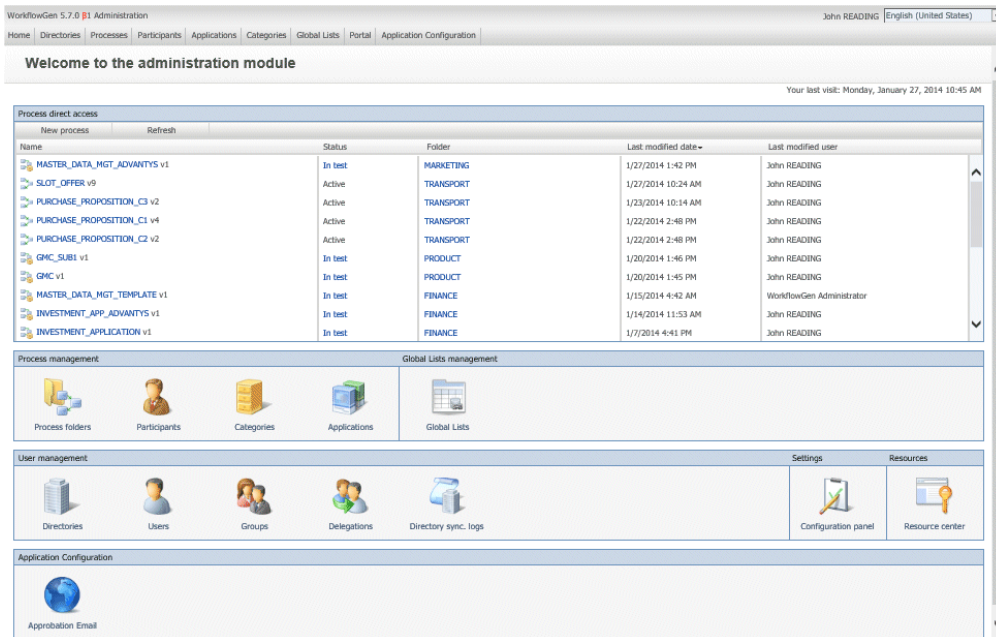 WorkflowGen 5.7.0 β1 Administration John READING English (United States)
Home Directories Processes Participants Applications Categories Global Lists Portal Application Configuration
Welcome to the administration module
Your last visit: Monday, January 27, 2014 10:45 AM
Process direct access
New process Refresh
Name Status Folder Last modified date Last modified user
MASTER_DATA_MGT_ADVANTYS v1 In test MARKETING 1/27/2014 1:42 PM John READING
SLOT_OFFER v9 Active TRANSPORT 1/27/2014 10:24 AM John READING
PURCHASE_PROPOSITION_C3 v2 Active TRANSPORT 1/23/2014 10:14 AM John READING
PURCHASE_PROPOSITION_C1 v4 Active TRANSPORT 1/22/2014 2:48 PM John READING
PURCHASE_PROPOSITION_C2 v2 Active TRANSPORT 1/22/2014 2:48 PM John READING
GMC_SUB1 v1 In test PRODUCT 1/20/2014 1:46 PM John READING
GMC v1 In test PRODUCT 1/20/2014 1:45 PM John READING
MASTER_DATA_MGT_TEMPLATE v1 In test FINANCE 1/15/2014 4:42 AM WorkflowGen Administrator
INVESTMENT_APP_ADVANTYS v1 In test FINANCE 1/14/2014 11:53 AM John READING
INVESTMENT_APPLICATION v1 In test FINANCE 1/7/2014 4:41 PM John READING
Process management Global Lists management
Process folders Participants Categories Applications Global Lists
User management Settings Resources
Directories Users Groups Delegations Directory sync. logs Configuration panel Resource center
Application Configuration
Approbation Email